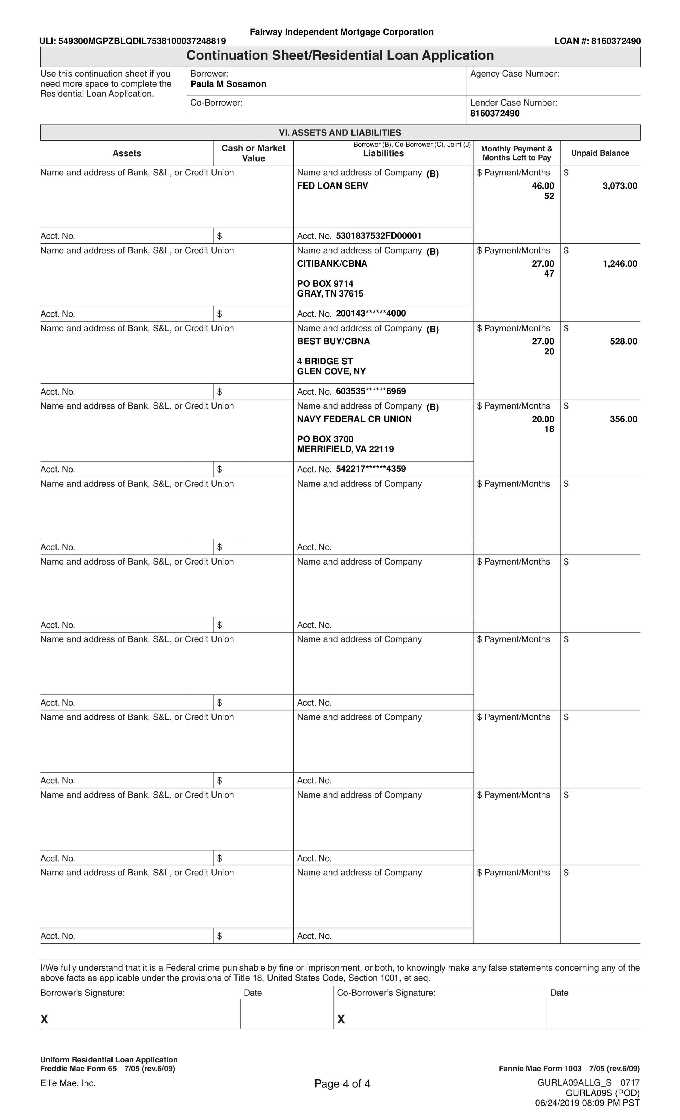 Fairway Independent Mortgage Corporation
ULI: 549300MGPZBLQDIL7538100037248819 LOAN #: 8160372490
Continuation Sheet/Residential Loan Application
Use this continuation sheet if you need more space to complete the Residential Loan Application.
Borrower:
Paula M Sosamon
Agency Case Number:
Co-Borrower:
Lender Case Number:
8160372490
VI. ASSETS AND LIABILITIES
Assets
Cash or Market Value
Borrower (B), Co-Borrower (C), Joint (J)
Liabilities
Monthly Payment & Months Left to Pay
Unpaid Balance
Name and address of Bank, S&L, or Credit Union Name and address of Company (B) $ Payment/Months $
FED LOAN SERV 46.00 3,073.00
52
Acct. No. $ Acct. No. 5301837532FD00001
Name and address of Bank, S&L, or Credit Union Name and address of Company (B) $ Payment/Months $
CITIBANK/CBNA 27.00 1,246.00
47
PO BOX 9714
GRAY, TN 37615
Acct. No. $ Acct. No. 200143******4000
Name and address of Bank, S&L, or Credit Union Name and address of Company (B) $ Payment/Months $
BEST BUY/CBNA 27.00 528.00
20
4 BRIDGE ST
GLEN COVE, NY
Acct. No. $ Acct. No. 603535******6969
Name and address of Bank, S&L, or Credit Union Name and address of Company (B) $ Payment/Months $
NAVY FEDERAL CR UNION 20.00 356.00
18
PO BOX 3700
MERRIFIELD, VA 22119
Acct. No. $ Acct. No. 542217******4359
Name and address of Bank, S&L, or Credit Union Name and address of Company $ Payment/Months $
Acct. No. $ Acct. No.
Name and address of Bank, S&L, or Credit Union Name and address of Company $ Payment/Months $
Acct. No. $ Acct. No.
Name and address of Bank, S&L, or Credit Union Name and address of Company $ Payment/Months $
Acct. No. $ Acct. No.
Name and address of Bank, S&L, or Credit Union Name and address of Company $ Payment/Months $
Acct. No. $ Acct. No.
Name and address of Bank, S&L, or Credit Union Name and address of Company $ Payment/Months $
Acct. No. $ Acct. No.
Name and address of Bank, S&L, or Credit Union Name and address of Company $ Payment/Months $
Acct. No. $ Acct. No.
I/We fully understand that it is a Federal crime punishable by fine or imprisonment, or both, to knowingly make any false statements concerning any of the
above facts as applicable under the provisions of Title 18, United States Code, Section 1001, et seq.
Borrower's Signature: Date Co-Borrower's Signature: Date
X X
Uniform Residential Loan Application
Freddie Mac Form 65 7/05 (rev.6/09) Fannie Mae Form 1003 7/05 (rev.6/09)
Ellie Mae, Inc. Page 4 of 4 GURLA09ALLG_S 0717
GURLA09S (POD)
06/24/2019 08:09 PM PST